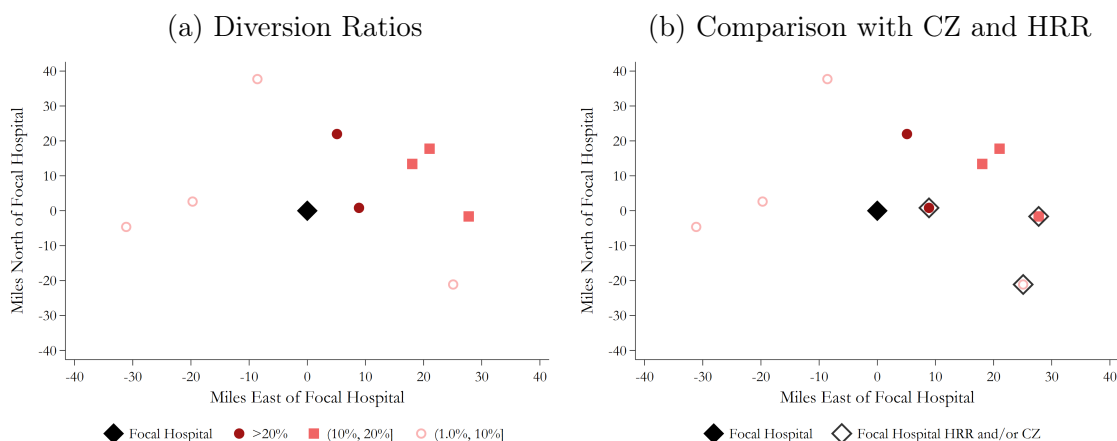 (a) Diversion Ratios
Miles North of Focal Hospital
40
30
20
10
0
-10
-20
-30
-40
-40 -30 -20 -10 0 10 20 30 40
Miles East of Focal Hospital
Focal Hospital >20% (10%, 20%] (1.0%, 10%]
(b) Comparison with CZ and HRR
Miles North of Focal Hospital
40
30
20
10
0
-10
-20
-30
-40
-40 -30 -20 -10 0 10 20 30 40
Miles East of Focal Hospital
Focal Hospital Focal Hospital HRR and/or CZ